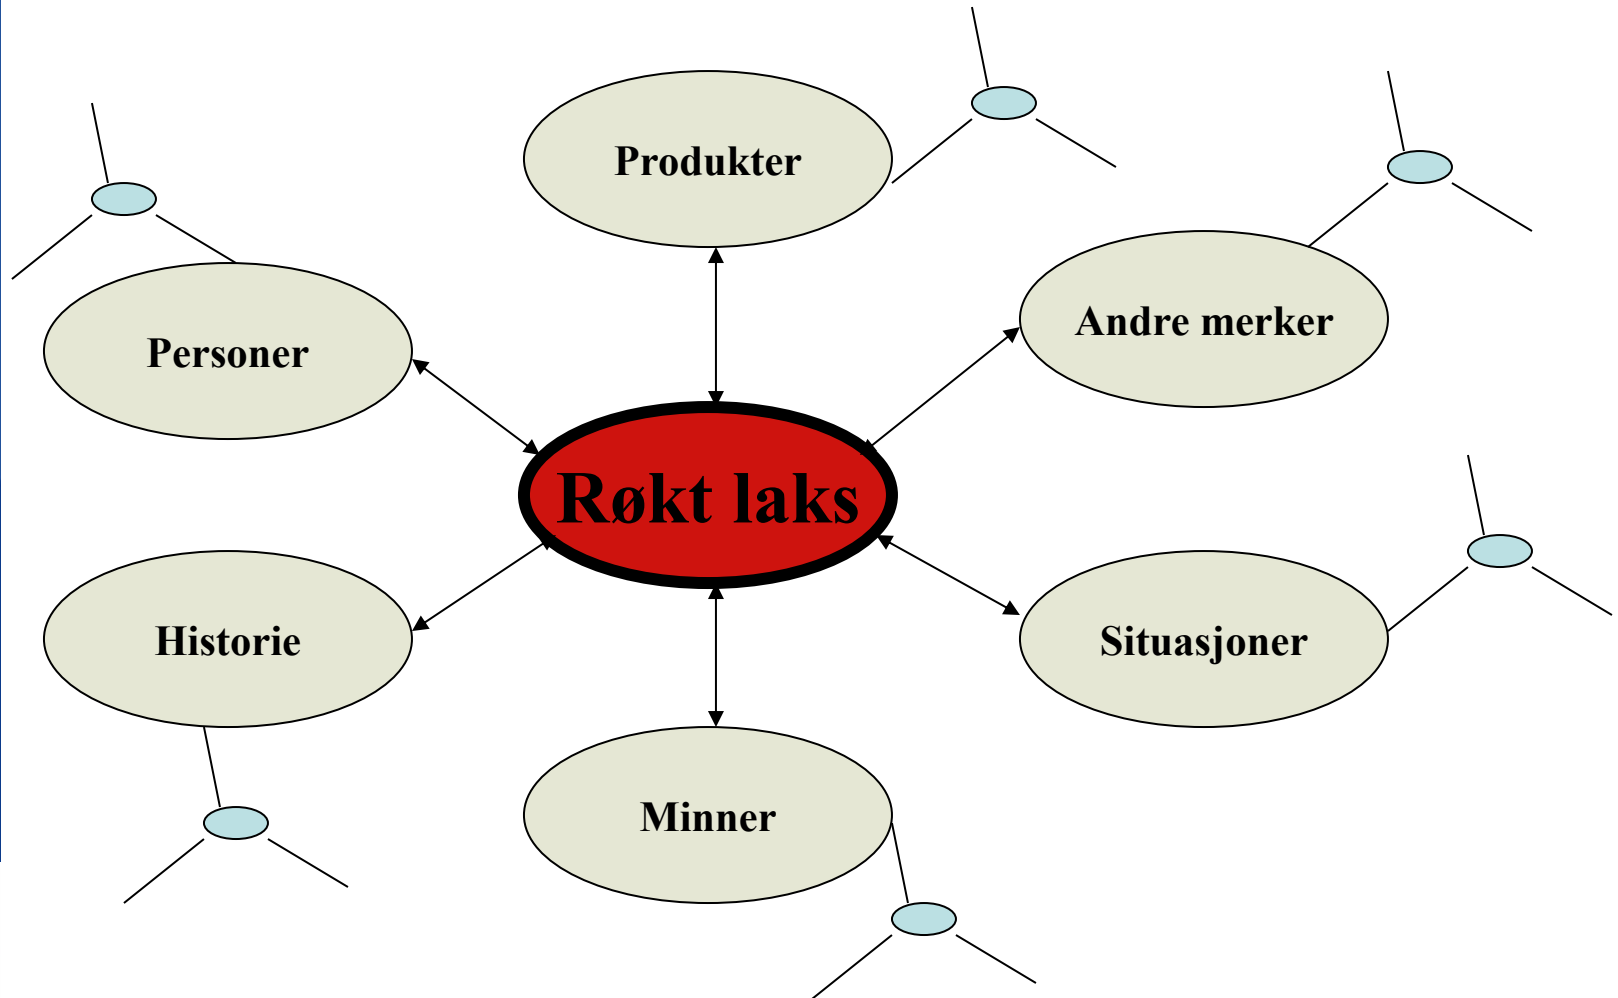 Produkter
Andre merker
Personer
Røkt laks
Historie
Situasjoner
Minner